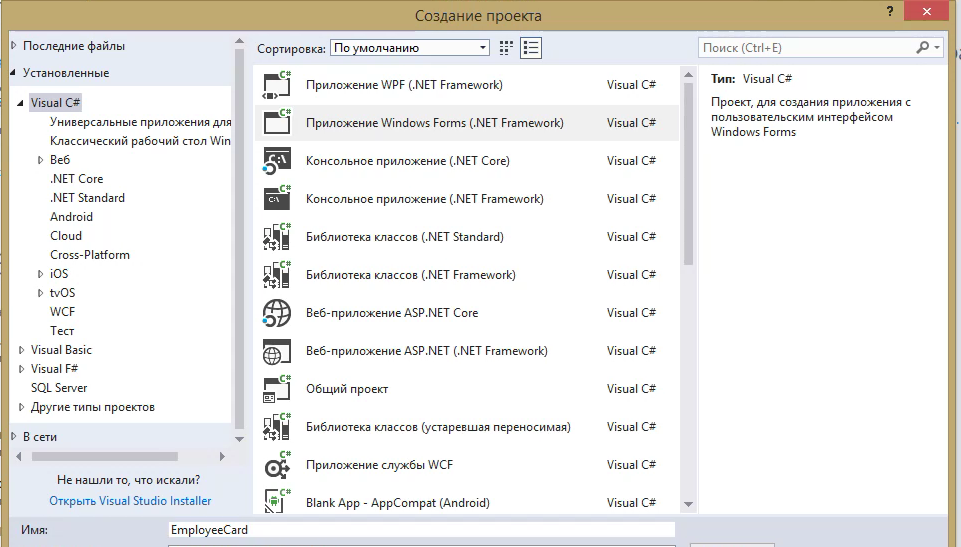 Создание проекта
?
Последние файлы
Установленные
Visual C#
Универсальные приложения для
Классический рабочий стол Win
Веб
.NET Core
.NET Standard
Android
Cloud
Cross-Platform
iOS
tvOS
WCF
Тест
Visual Basic
Visual F#
SQL Server
Другие типы проектов
В сети
Не нашли то, что искали?
Открыть Visual Studio Installer
Сортировка: По умолчанию
Приложение WPF (.NET Framework) Visual C#
Приложение Windows Forms (.NET Framework) Visual C#
Консольное приложение (.NET Core) Visual C#
Консольное приложение (.NET Framework) Visual C#
Библиотека классов (.NET Standard) Visual C#
Библиотека классов (.NET Framework) Visual C#
Веб-приложение ASP.NET Core Visual C#
Веб-приложение ASP.NET (.NET Framework) Visual C#
Общий проект Visual C#
Библиотека классов (устаревшая переносимая) Visual C#
Приложение службы WCF Visual C#
Blank App - AppCompat (Android) Visual C#
Поиск (Ctrl+E)
Тип: Visual C#
Проект, для создания приложения с
пользовательским интерфейсом
Windows Forms
Имя: EmployeeCard